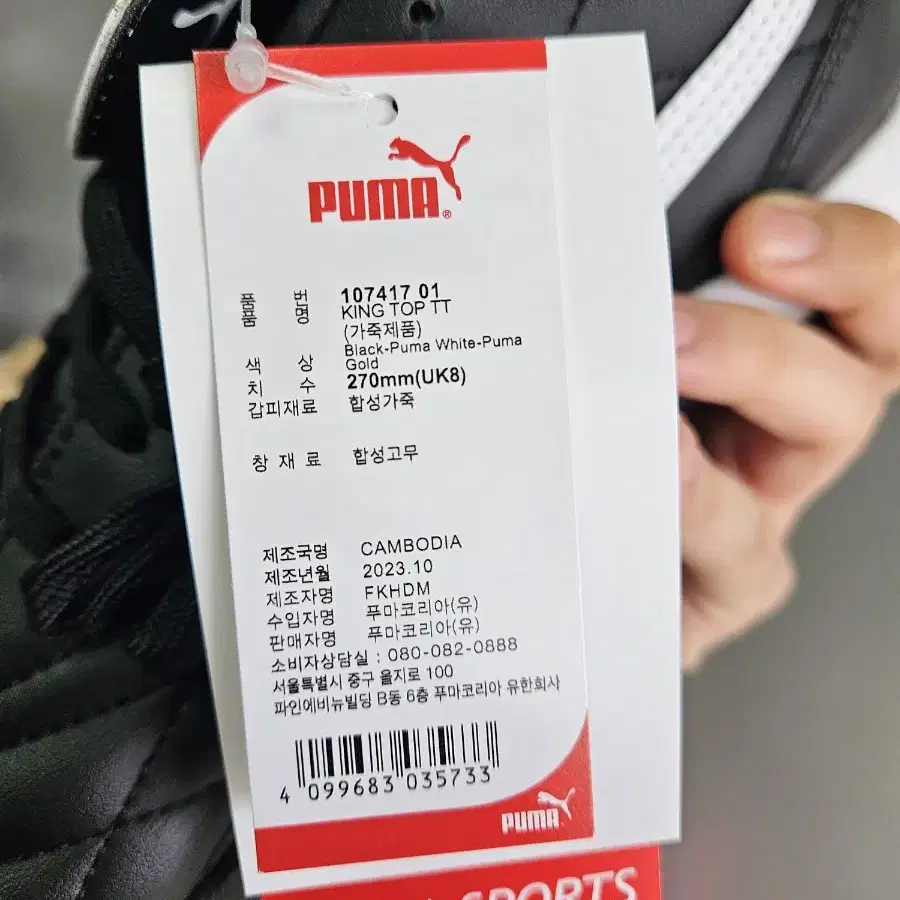 PUMA®
품 번 107417 01
품 명 KING TOP TT
(가죽제품)
색 상 Black-Puma White-Puma
Gold
치 수 270mm(UK8)
갑피재료 합성가죽
창 재 료 합성고무
제조국명 CAMBODIA
제조년월 2023.10
제조자명 FKHDM
수입자명 푸마코리아(유)
판매자명 푸마코리아(유)
소비자상담실 : 080-082-0888
서울특별시 중구 을지로 100
파인에비뉴빌딩 B동 6층 푸마코리아 유한회사
4 099683 035733
PUMA
SPORTS